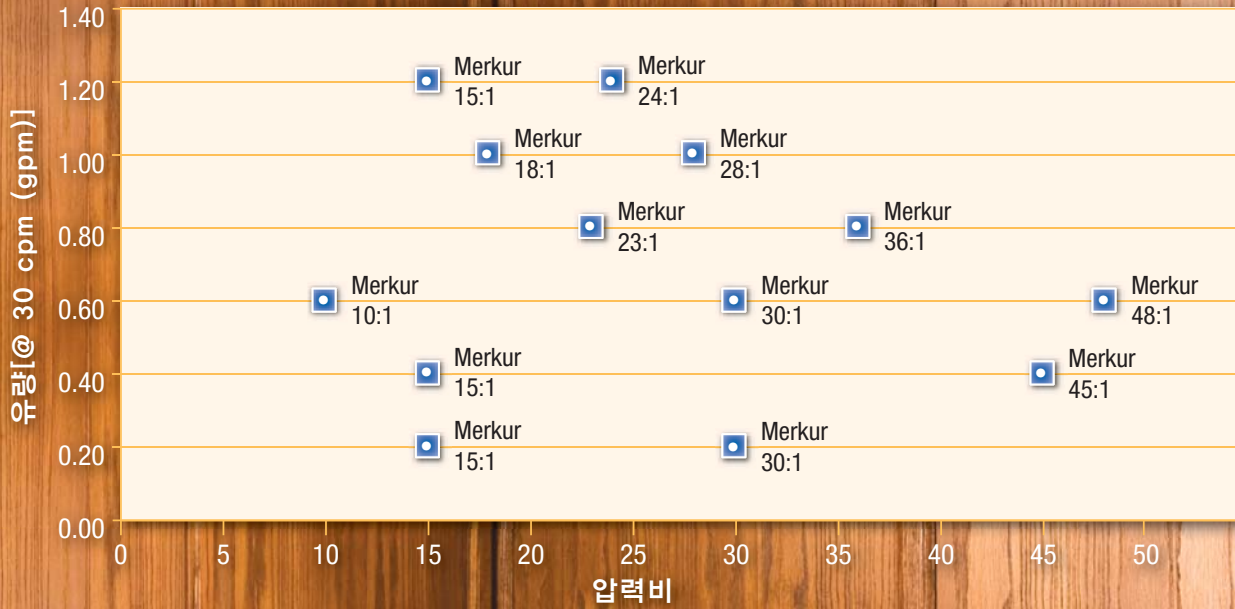 유량[@ 30 cpm (gpm)]
1.40
1.20
1.00
0.80
0.60
0.40
0.20
0.00
Merkur
15:1
Merkur
24:1
Merkur
18:1
Merkur
28:1
Merkur
23:1
Merkur
36:1
Merkur
10:1
Merkur
30:1
Merkur
48:1
Merkur
15:1
Merkur
45:1
Merkur
15:1
Merkur
30:1
0 5 10 15 20 25 30 35 40 45 50
압력비